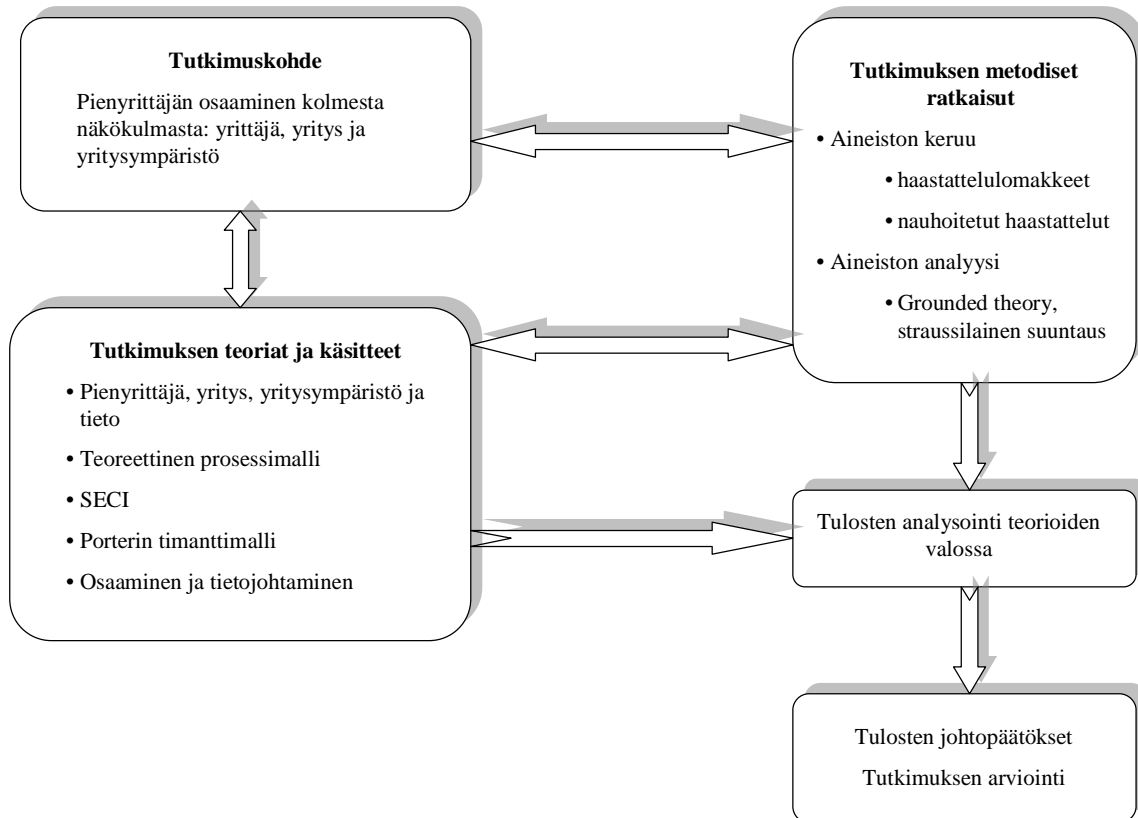 Tutkimuskohde
Pienyrittäjän osaaminen kolmesta
näkökulmasta: yrittäjä, yritys ja
yritysympäristö
Tutkimuksen metodiset
ratkaisut
• Aineiston keruu
• haastattelulomakkeet
• nauhoitetut haastattelut
• Aineiston analyysi
• Grounded theory,
straussilainen suuntaus
Tutkimuksen teoriat ja käsitteet
• Pienyrittäjä, yritys, yritysympäristö ja
tieto
• Teoreettinen prosessimalli
• SECI
• Porterin timanttimalli
• Osaaminen ja tietojohtaminen
Tulosten analysointi teorioiden
valossa
Tulosten johtopäätökset
Tutkimuksen arviointi